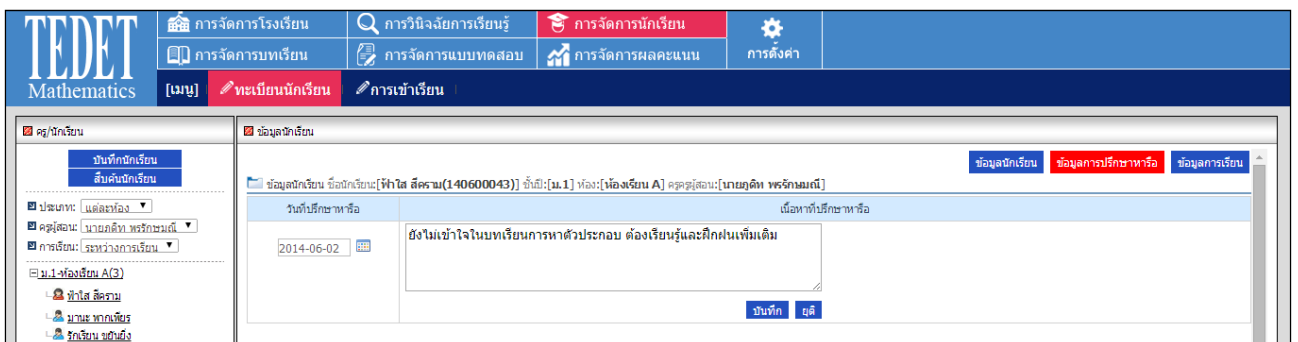 TEDET
Mathematics
การจัดการโรงเรียน
การวินิจฉัยการเรียนรู้
การจัดการนักเรียน
การตั้งค่า
การจัดการบทเรียน
การจัดการแบบทดสอบ
การจัดการผลคะแนน
[เมนู] ทะเบียนนักเรียน การเข้าเรียน
ครู/นักเรียน
บันทึกนักเรียน
สืบค้นนักเรียน
ประเภท: แต่ละห้อง
ครูผู้สอน: นายภูดิท พรรักษมณี
การเรียน: ระหว่างการเรียน
ม.1-ห้องเรียน A(3)
ฟ้าใส สีคราม
มานะ พากเพียร
รักเรียน ขยันยิ่ง
ข้อมูลนักเรียน
ข้อมูลนักเรียน ข้อมูลการปรึกษาหารือ ข้อมูลการเรียน
ข้อมูลนักเรียน ชื่อนักเรียน:[ฟ้าใส สีคราม(140600043)] ชั้นปี:[ม.1] ห้อง:[ห้องเรียน A] ครูผู้สอน:[นายภูดิท พรรักษมณี]
วันที่ปรึกษาหารือ เนื้อหาที่ปรึกษาหารือ
2014-06-02
ยังไม่เข้าใจในบทเรียนการหาตัวประกอบ ต้องเรียนรู้และฝึกฝนเพิ่มเติม
บันทึก ยุติ